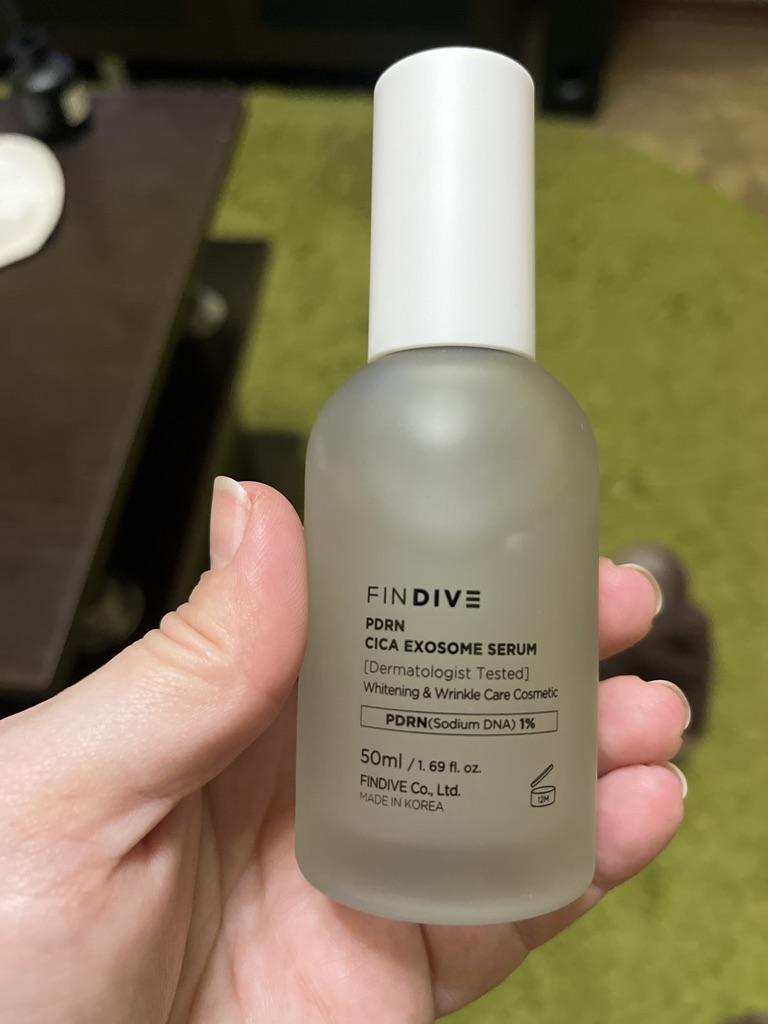 FINDIVE
PDRN
CICA EXOSOME SERUM
[Dermatologist Tested]
Whitening & Wrinkle Care Cosmetic
PDRN(Sodium DNA) 1%
50ml / 1. 69 fl. oz.
FINDIVE Co., Ltd.
MADE IN KOREA
12M